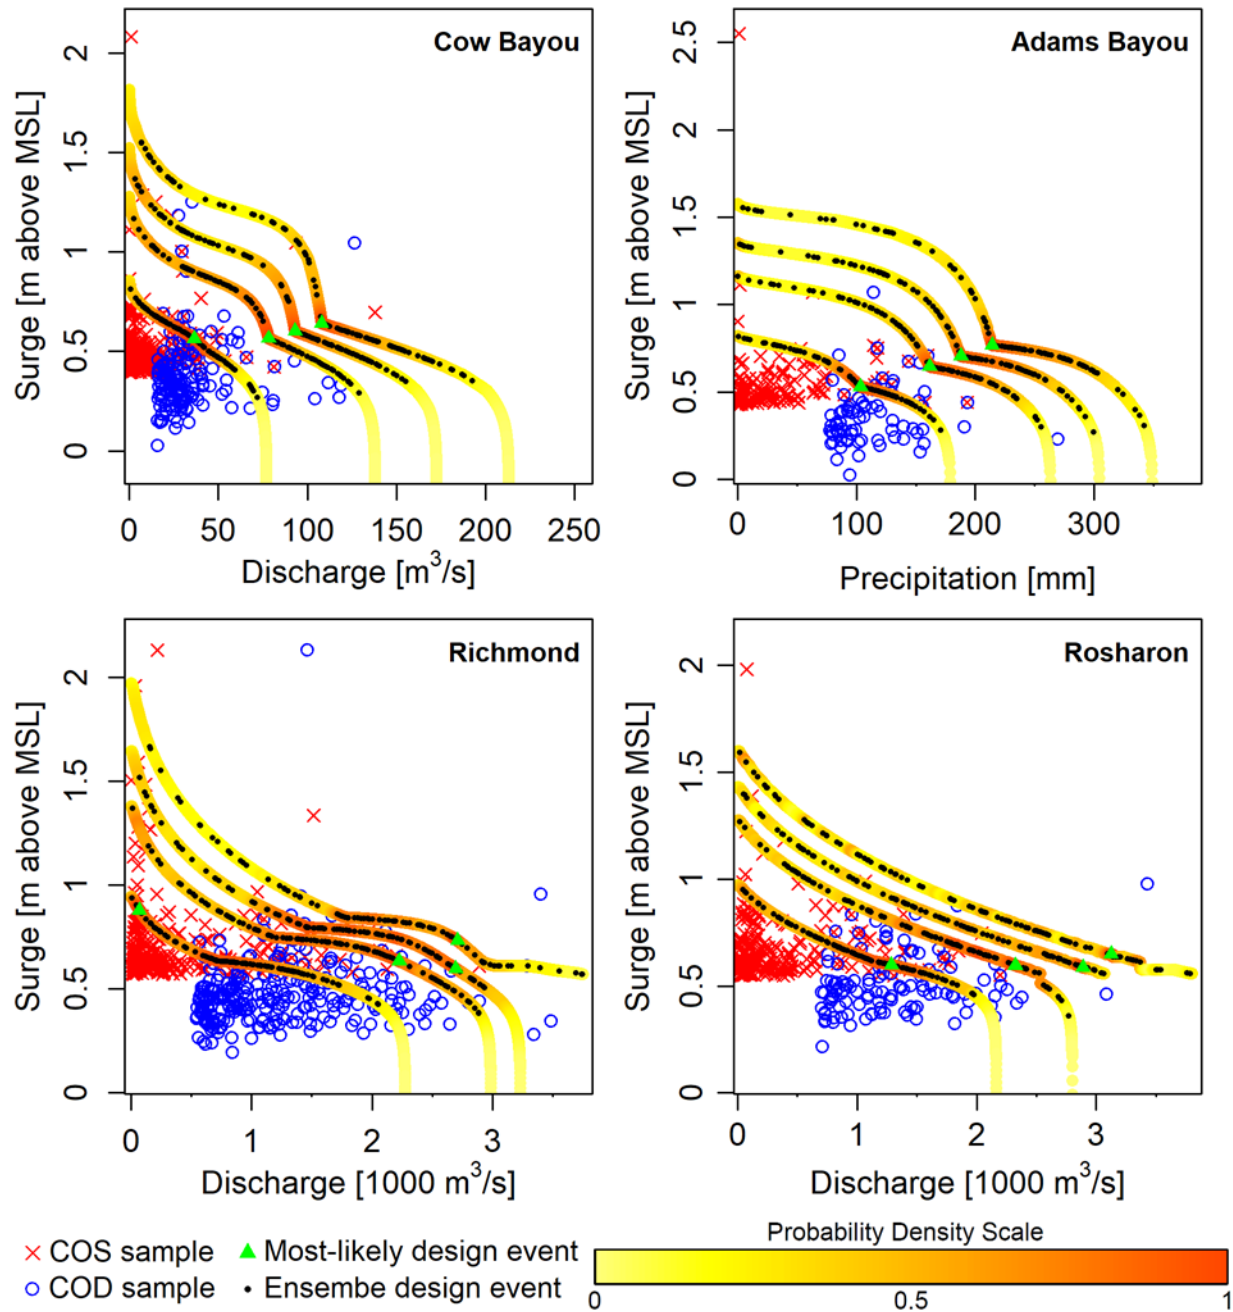 Cow Bayou
Surge [m above MSL]
2
1.5
1
0.5
0
0 50 100 150 200 250
Discharge [m³/s]
Adams Bayou
Surge [m above MSL]
2.5
2
1.5
1
0.5
0
0 100 200 300
Precipitation [mm]
Richmond
Surge [m above MSL]
2
1.5
1
0.5
0
0 1 2 3
Discharge [1000 m³/s]
Rosharon
Surge [m above MSL]
2
1.5
1
0.5
0
0 1 2 3
Discharge [1000 m³/s]
COS sample
Most-likely design event
COD sample
Ensembe design event
Probability Density Scale
0 0.5 1